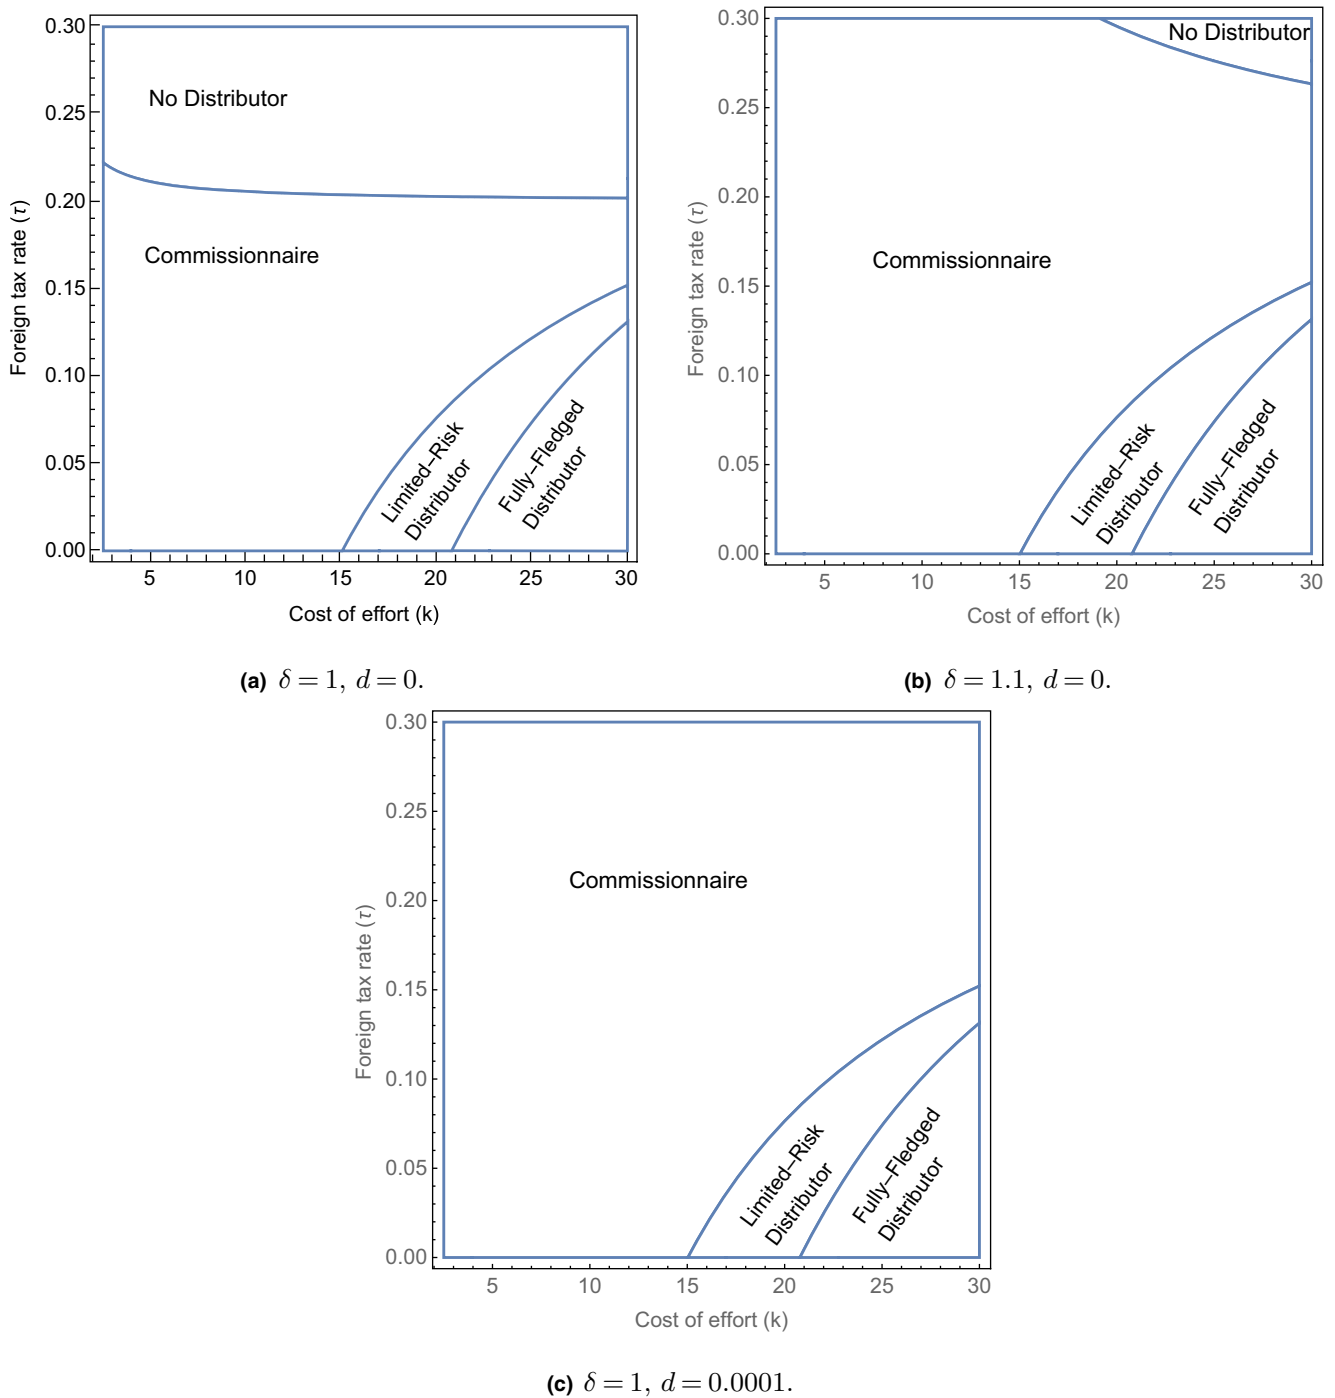 0.30
0.25
0.20
0.15
0.10
0.05
0.00
Foreign tax rate (τ)
No Distributor
Commissionnaire
Limited–Risk
Distributor
Fully–Fledged
Distributor
5 10 15 20 25 30
Cost of effort (k)
(a) δ = 1, d = 0.
0.30
0.25
0.20
0.15
0.10
0.05
0.00
Foreign tax rate (τ)
No Distributor
Commissionnaire
Limited–Risk
Distributor
Fully–Fledged
Distributor
5 10 15 20 25 30
Cost of effort (k)
(b) δ = 1.1, d = 0.
0.30
0.25
0.20
0.15
0.10
0.05
0.00
Foreign tax rate (τ)
Commissionnaire
Limited–Risk
Distributor
Fully–Fledged
Distributor
5 10 15 20 25 30
Cost of effort (k)
(c) δ = 1, d = 0.0001.